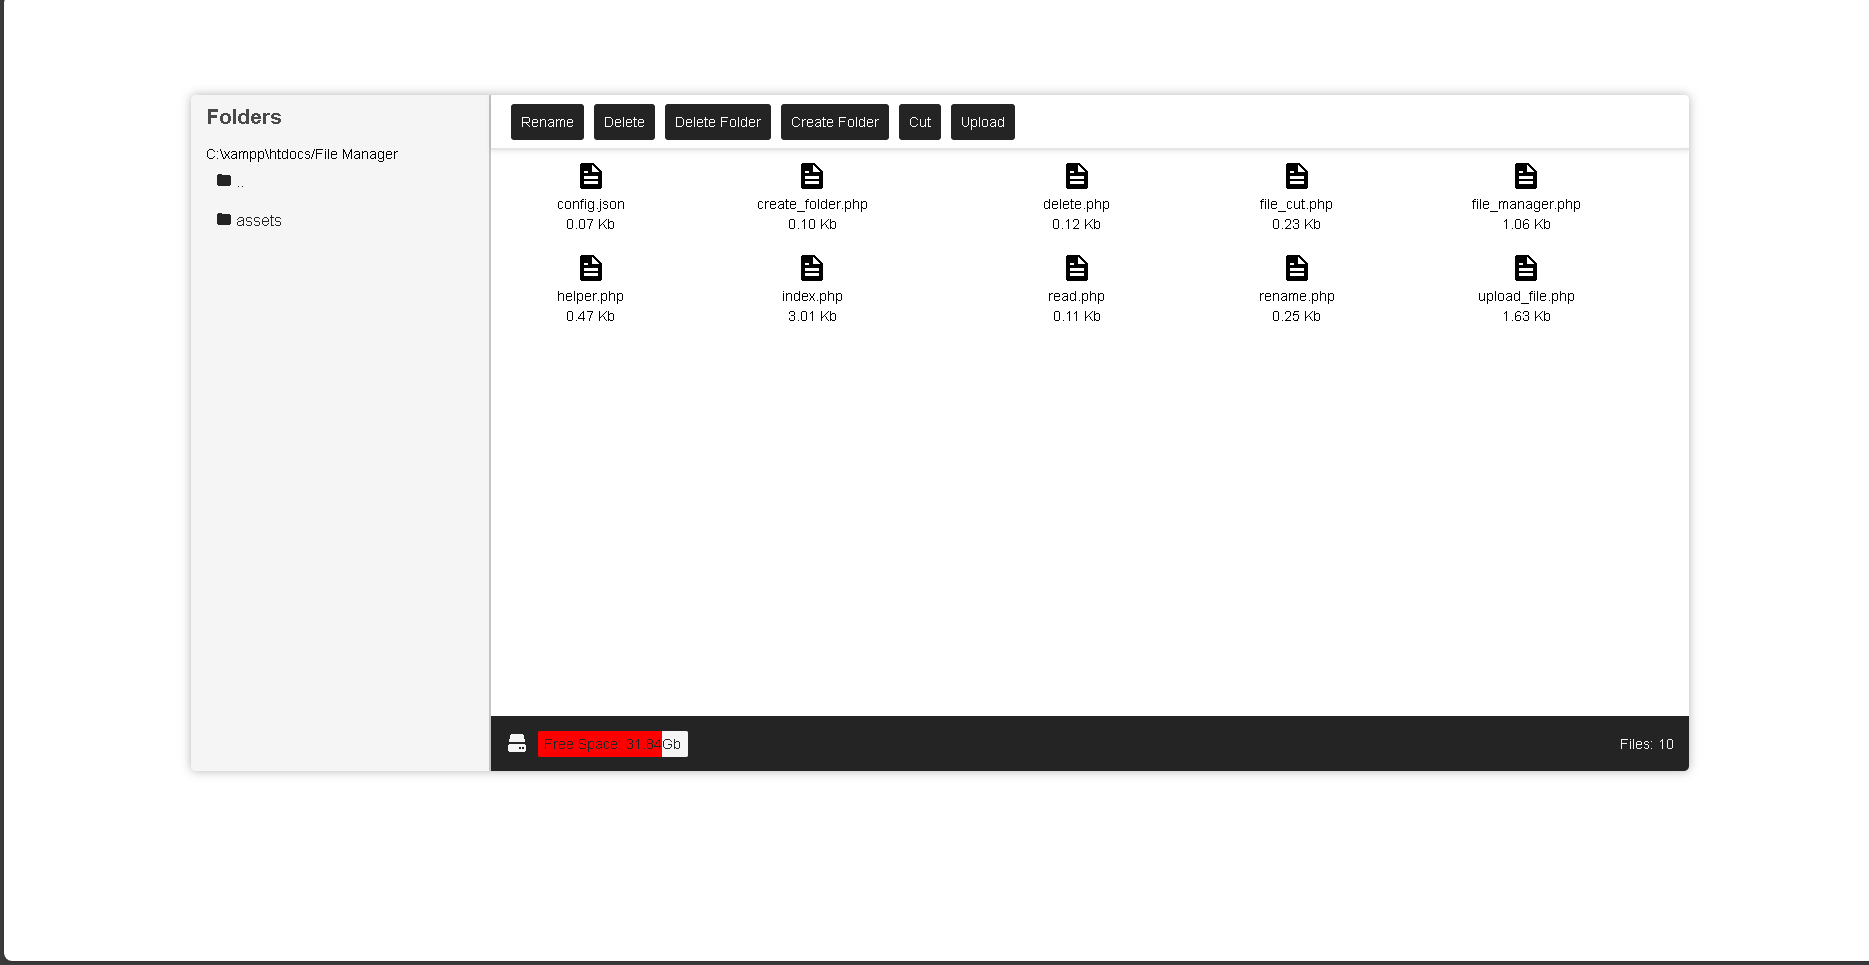 Folders
C:\xampp\htdocs/File Manager
..
assets
Rename Delete Delete Folder Create Folder Cut Upload
config.json create_folder.php delete.php file_cut.php file_manager.php
0.07 Kb 0.10 Kb 0.12 Kb 0.23 Kb 1.06 Kb
helper.php index.php read.php rename.php upload_file.php
0.47 Kb 3.01 Kb 0.11 Kb 0.25 Kb 1.63 Kb
Free Space: 31.84Gb
Files: 10